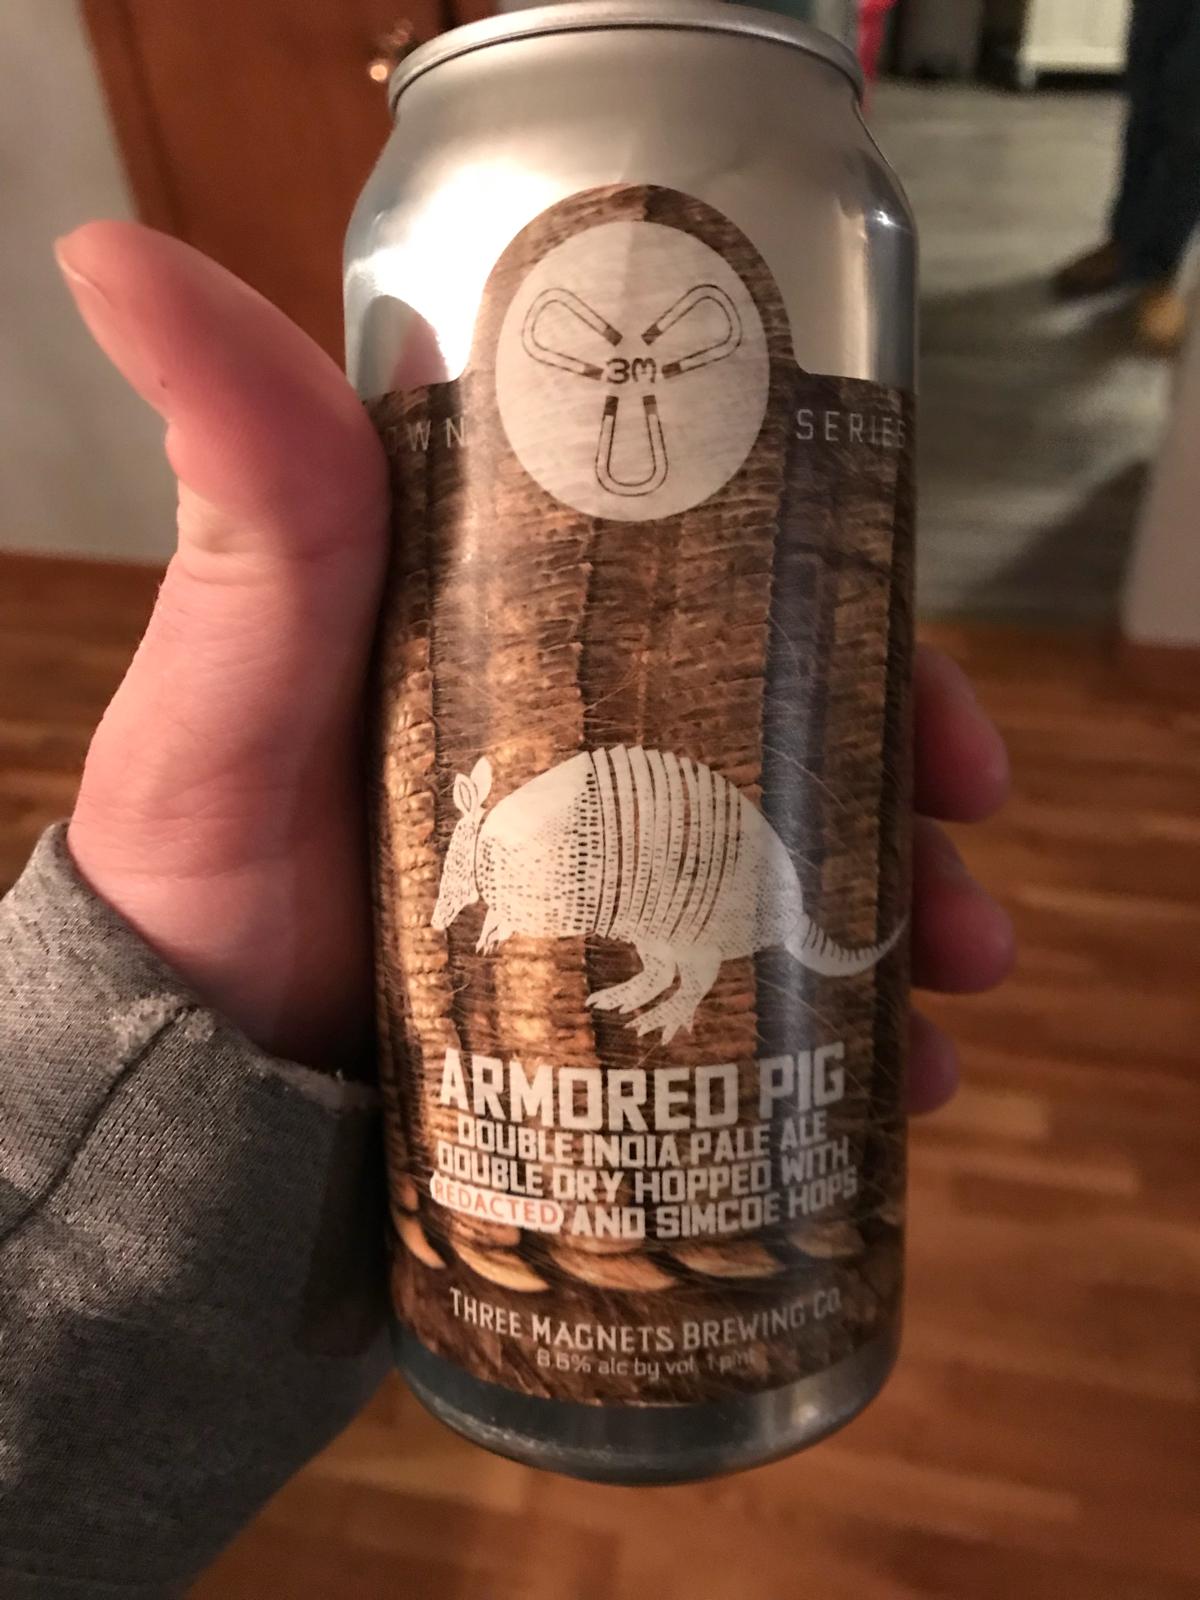 3M
OWN SERIES
ARMORED PIG
DOUBLE INDIA PALE ALE
DOUBLE DRY HOPPED WITH
REDACTED AND SIMCOE HOPS
THREE MAGNETS BREWING CO.
8.5% alc by vol 1 pint